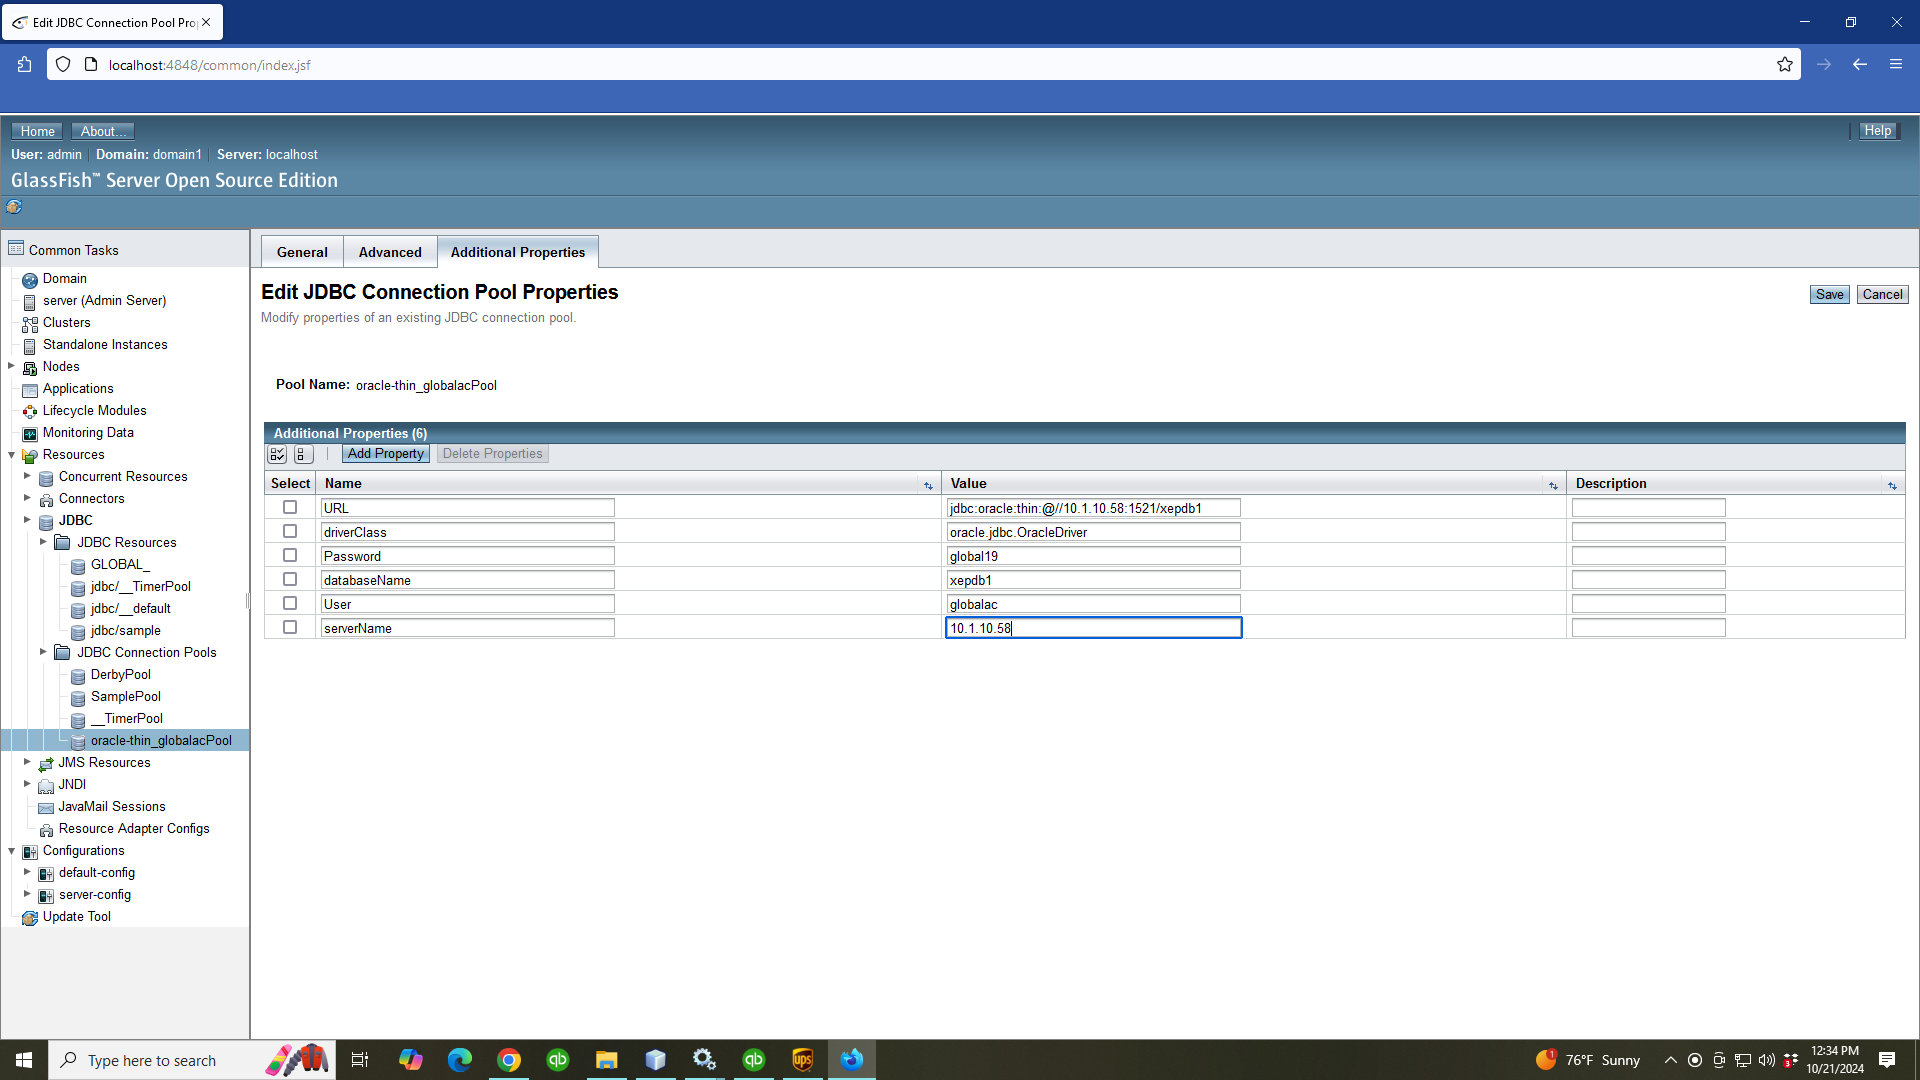 Edit JDBC Connection Pool Pro
localhost:4848/common/index.jsf
Home About... Help
User: admin Domain: domain1 Server: localhost
GlassFish™ Server Open Source Edition
Common Tasks
Domain
server (Admin Server)
Clusters
Standalone Instances
Nodes
Applications
Lifecycle Modules
Monitoring Data
Resources
Concurrent Resources
Connectors
JDBC
JDBC Resources
GLOBAL_
jdbc/__TimerPool
jdbc/__default
jdbc/sample
JDBC Connection Pools
DerbyPool
SamplePool
__TimerPool
oracle-thin_globalacPool
JMS Resources
JNDI
JavaMail Sessions
Resource Adapter Configs
Configurations
default-config
server-config
Update Tool
General Advanced Additional Properties
Edit JDBC Connection Pool Properties
Save Cancel
Modify properties of an existing JDBC connection pool.
Pool Name: oracle-thin_globalacPool
Additional Properties (6)
Add Property Delete Properties
Select Name Value Description
URL jdbc:oracle:thin:@//10.1.10.58:1521/xepdb1
driverClass oracle.jdbc.OracleDriver
Password global19
databaseName xepdb1
User globalac
serverName 10.1.10.58
Type here to search
qb
qb
ups
1
76°F Sunny
3
12:34 PM
10/21/2024